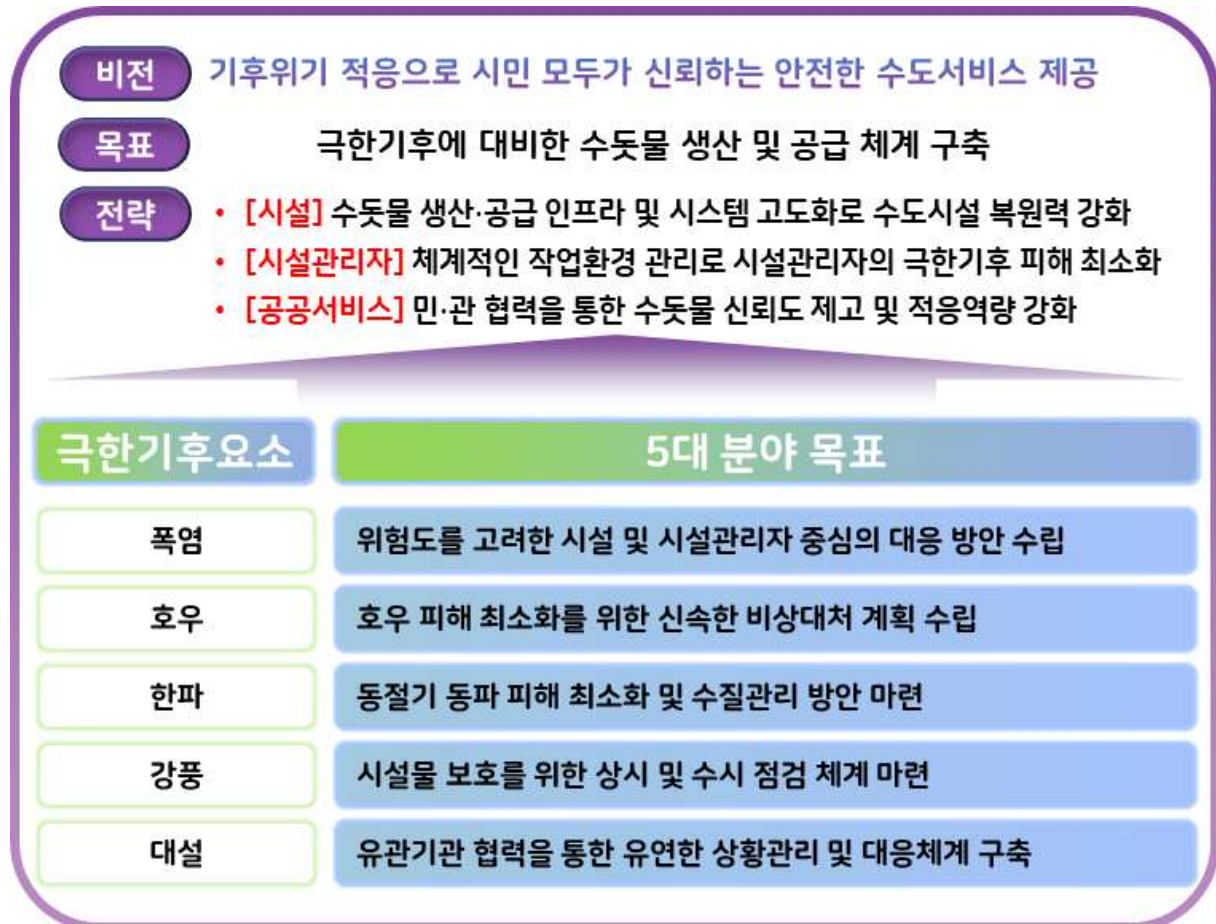 비전 기후위기 적응으로 시민 모두가 신뢰하는 안전한 수도서비스 제공
목표 극한기후에 대비한 수돗물 생산 및 공급 체계 구축
전략 • [시설] 수돗물 생산·공급 인프라 및 시스템 고도화로 수도시설 복원력 강화
• [시설관리자] 체계적인 작업환경 관리로 시설관리자의 극한기후 피해 최소화
• [공공서비스] 민·관 협력을 통한 수돗물 신뢰도 제고 및 적응역량 강화
극한기후요소 5대 분야 목표
폭염 위험도를 고려한 시설 및 시설관리자 중심의 대응 방안 수립
호우 호우 피해 최소화를 위한 신속한 비상대처 계획 수립
한파 동절기 동파 피해 최소화 및 수질관리 방안 마련
강풍 시설물 보호를 위한 상시 및 수시 점검 체계 마련
대설 유관기관 협력을 통한 유연한 상황관리 및 대응체계 구축